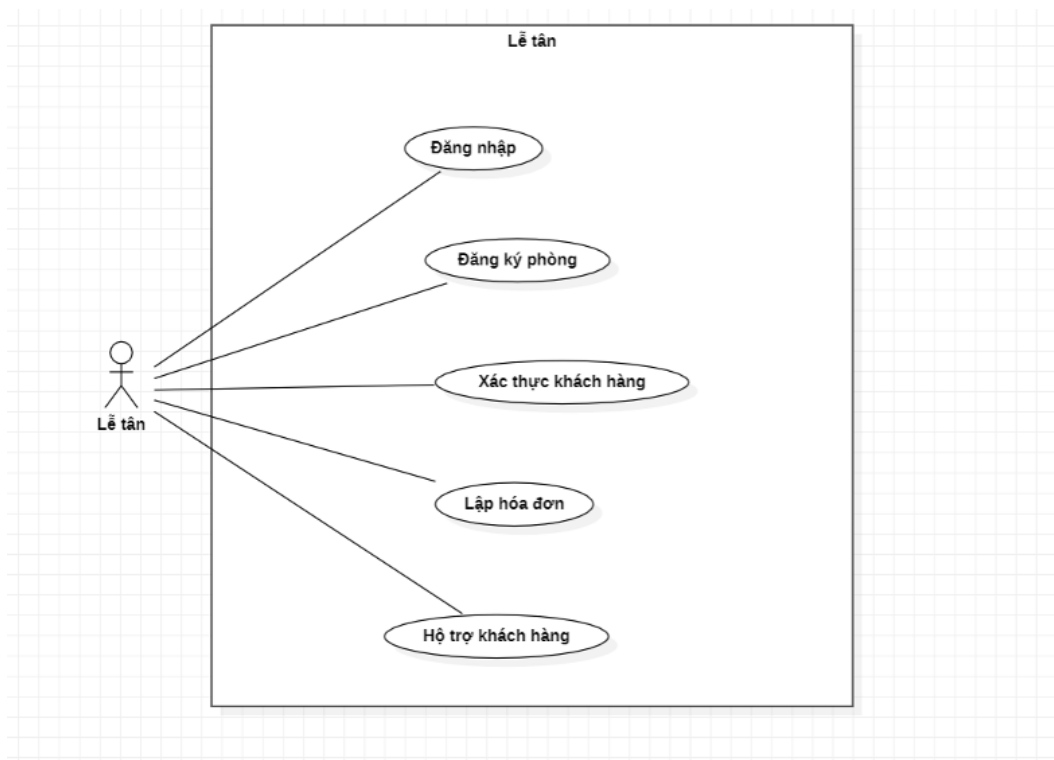 Lễ tân
Đăng nhập
Đăng ký phòng
Xác thực khách hàng
Lễ tân
Lập hóa đơn
Hộ trợ khách hàng